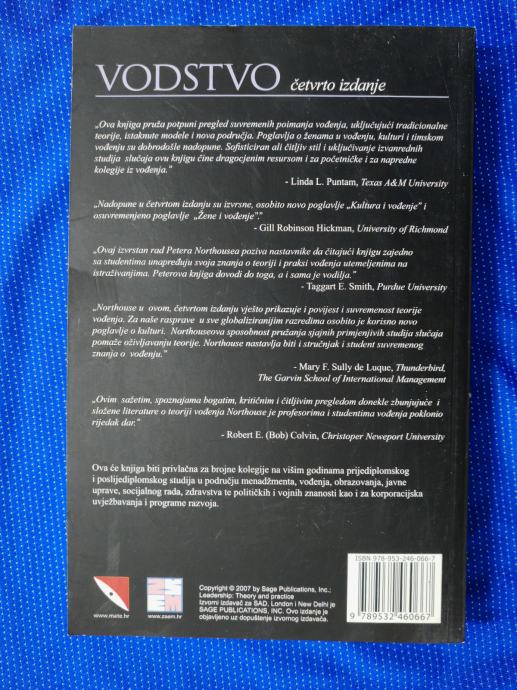 VODSTVO četvrto izdanje
„Ova knjiga pruža potpuni pregled suvremenih poimanja vođenja, uključujući tradicionalne
teorije, istaknute modele i nova područja. Poglavlja o ženama u vođenju, kulturi i timskom
vođenju su dobrodošle nadopune. Sofisticiran ali čitljiv stil i uključivanje izvanrednih
studija slučaja ovu knjigu čine dragocjenim resursom i za početničke i za napredne
kolegije iz vođenja."
- Linda L. Puntam, Texas A&M University
„Nadopune u četvrtom izdanju su izvrsne, osobito novo poglavlje „Kultura i vođenje" i
osuvremenjeno poglavlje „Žene i vođenje"."
- Gill Robinson Hickman, University of Richmond
„Ovaj izvrstan rad Petera Northousea poziva nastavnike da čitajući knjigu zajedno
sa studentima unapređuju svoja znanja o teoriji i praksi vođenja utemeljenima na
istraživanjima. Peterova knjiga dovodi do toga, a i sama je vodilja."
- Taggart E. Smith, Purdue University
„Northouse u ovom, četvrtom izdanju vješto prikazuje i povijest i suvremenost teorije
vođenja. Za naše rasprave u sve globaliziranijim razredima osobito je korisno novo
poglavlje o kulturi. Northouseova sposobnost pružanja sjajnih primjenjivih studija slučaja
pomaže oživljavanju teorije. Northouse nastavlja biti i stručnjak i student suvremenog
znanja o vođenju."
- Mary F. Sully de Luque, Thunderbird,
The Garvin School of International Management
„Ovim sažetim, spoznajama bogatim, kritičnim i čitljivim pregledom donekle zbunjujuće i
složene literature o teoriji vođenja Northouse je profesorima i studentima vođenja poklonio
rijedak dar."
- Robert E. (Bob) Colvin, Christoper Neweport University
Ova će knjiga biti privlačna za brojne kolegije na višim godinama prijediplomskog
i poslijediplomskog studija u području menadžmenta, vođenja, obrazovanja, javne
uprave, socijalnog rada, zdravstva te političkih i vojnih znanosti kao i za korporacijska
uvježbavanja i programe razvoja.
ISBN 978-953-246-066-7
Copyright © 2007 by Sage Publications, Inc.;
Leadership: Theory and practice
Izvorni izdavač za SAD, London i New Delhi je
SAGE PUBLICATIONS, INC. Ovo izdanje je
objavljeno uz dopuštenje izvornog izdavača.
www.mate.hr
www.zsem.hr
9 789532 460667